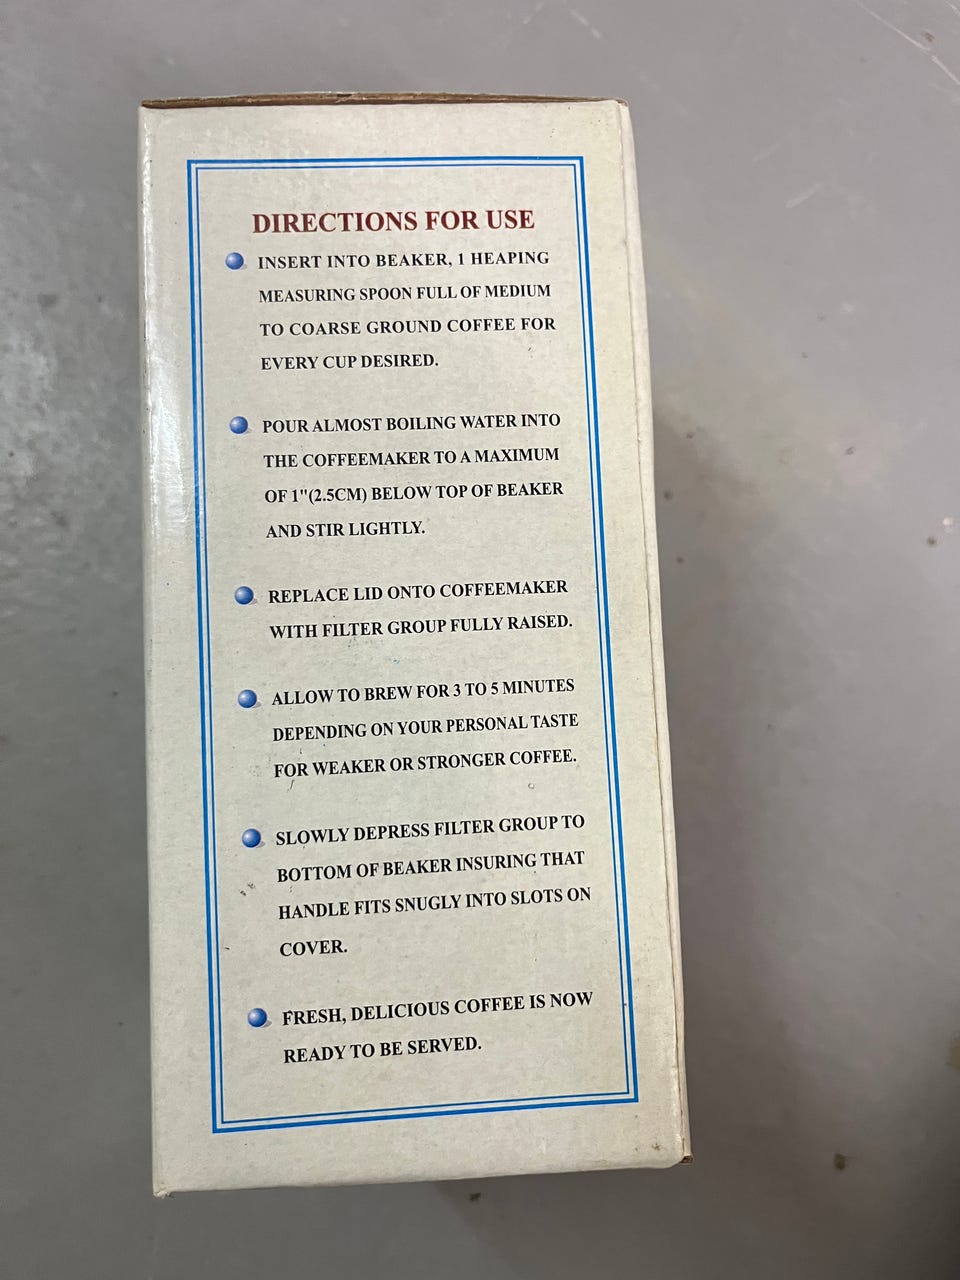 DIRECTIONS FOR USE
INSERT INTO BEAKER, 1 HEAPING
MEASURING SPOON FULL OF MEDIUM
TO COARSE GROUND COFFEE FOR
EVERY CUP DESIRED.
POUR ALMOST BOILING WATER INTO
THE COFFEEMAKER TO A MAXIMUM
OF 1"(2.5CM) BELOW TOP OF BEAKER
AND STIR LIGHTLY.
REPLACE LID ONTO COFFEEMAKER
WITH FILTER GROUP FULLY RAISED.
ALLOW TO BREW FOR 3 TO 5 MINUTES
DEPENDING ON YOUR PERSONAL TASTE
FOR WEAKER OR STRONGER COFFEE.
SLOWLY DEPRESS FILTER GROUP TO
BOTTOM OF BEAKER INSURING THAT
HANDLE FITS SNUGLY INTO SLOTS ON
COVER.
FRESH, DELICIOUS COFFEE IS NOW
READY TO BE SERVED.